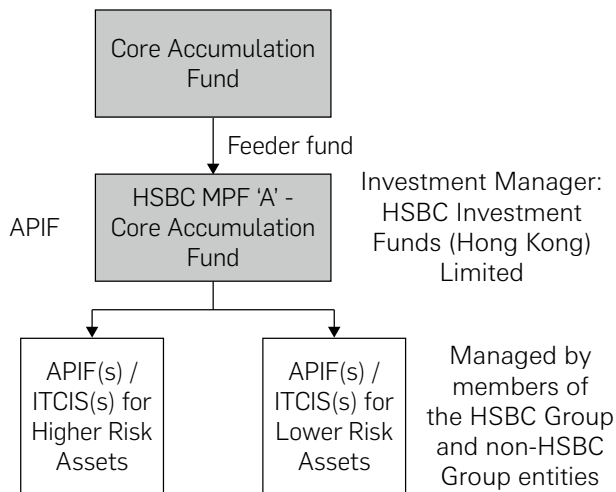 Core Accumulation
Fund
Feeder fund
APIF
HSBC MPF ‘A’ -
Core Accumulation
Fund
Investment Manager:
HSBC Investment
Funds (Hong Kong)
Limited
APIF(s) /
ITCIS(s) for
Higher Risk
Assets
APIF(s) /
ITCIS(s) for
Lower Risk
Assets
Managed by
members of
the HSBC Group
and non-HSBC
Group entities